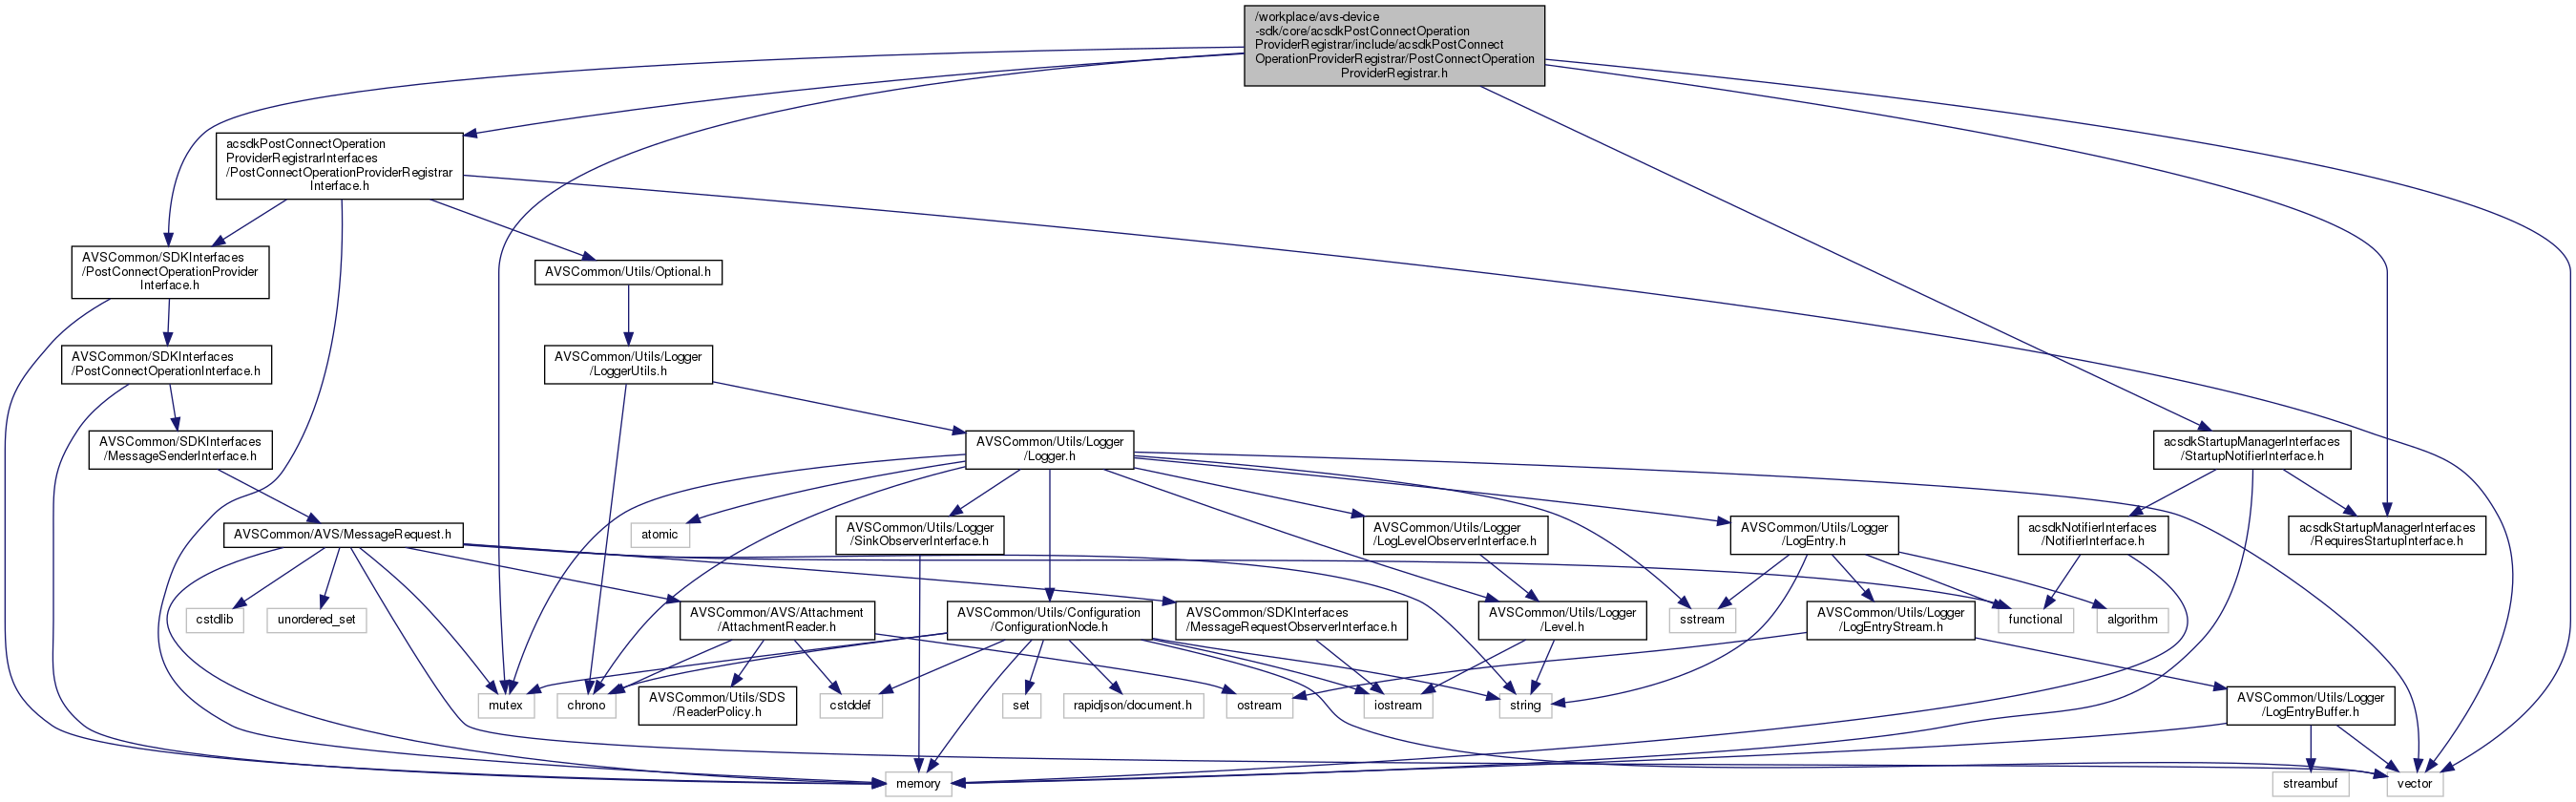 /workplace/avs-device
-sdk/core/acsdkPostConnectOperation
ProviderRegistrar/include/acsdkPostConnect
OperationProviderRegistrar/PostConnectOperation
ProviderRegistrar.h
acsdkPostConnectOperation
ProviderRegistrarInterfaces
/PostConnectOperationProviderRegistrar
Interface.h
AVSCommon/SDKInterfaces
/PostConnectOperationProvider
Interface.h
AVSCommon/Utils/Optional.h
AVSCommon/SDKInterfaces
/PostConnectOperationInterface.h
AVSCommon/Utils/Logger
/LoggerUtils.h
AVSCommon/SDKInterfaces
/MessageSenderInterface.h
AVSCommon/Utils/Logger
/Logger.h
acsdkStartupManagerInterfaces
/StartupNotifierInterface.h
AVSCommon/AVS/MessageRequest.h
atomic
AVSCommon/Utils/Logger
/SinkObserverInterface.h
AVSCommon/Utils/Logger
/LogLevelObserverInterface.h
AVSCommon/Utils/Logger
/LogEntry.h
acsdkNotifierInterfaces
/NotifierInterface.h
acsdkStartupManagerInterfaces
/RequiresStartupInterface.h
cstdlib
unordered_set
AVSCommon/AVS/Attachment
/AttachmentReader.h
AVSCommon/Utils/Configuration
/ConfigurationNode.h
AVSCommon/SDKInterfaces
/MessageRequestObserverInterface.h
AVSCommon/Utils/Logger
/Level.h
sstream
AVSCommon/Utils/Logger
/LogEntryStream.h
functional
algorithm
mutex
chrono
AVSCommon/Utils/SDS
/ReaderPolicy.h
cstddef
set
rapidjson/document.h
ostream
iostream
string
AVSCommon/Utils/Logger
/LogEntryBuffer.h
memory
streambuf
vector